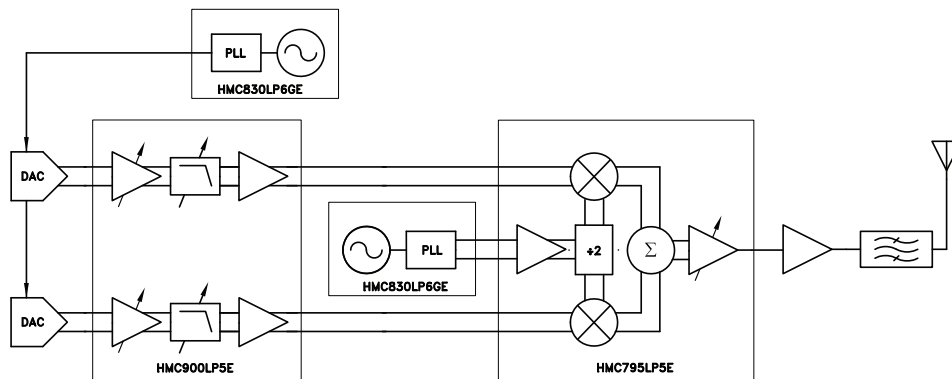 PLL
HMC830LP6GE
DAC
PLL
÷2
Σ
HMC830LP6GE
DAC
HMC900LP5E
HMC795LP5E